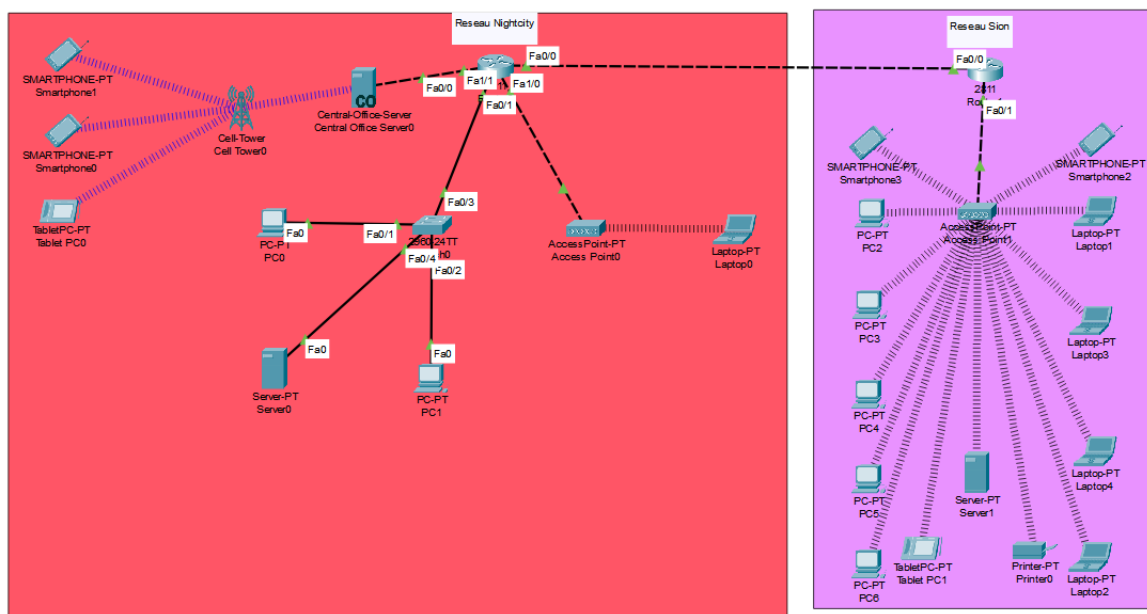 Reseau Nightcity
Fa0/0
Fa1/1
Fa1/0
Fa0/0
Fa0/1
SMARTPHONE-PT
Smartphone1
Central-Office-Server
Central Office Server0
CO
SMARTPHONE-PT
Smartphone0
Cell-Tower
Cell Tower0
TabletPC-PT
Tablet PC0
Fa0/3
PC-PT
PC0
Fa0
Fa0/1
Fa0/4
Fa0/2
AccessPoint-PT
Access Point0
Laptop-PT
Laptop0
Fa0
Server-PT
Server0
Fa0
PC-PT
PC1
Reseau Sion
Fa0/0
2811
Fa0/1
SMARTPHONE-PT
Smartphone3
SMARTPHONE-PT
Smartphone2
PC-PT
PC2
AccessPoint-PT
Access Point1
Laptop-PT
Laptop1
PC-PT
PC3
Laptop-PT
Laptop3
PC-PT
PC4
Laptop-PT
Laptop4
PC-PT
PC5
Server-PT
Server1
PC-PT
PC6
TabletPC-PT
Tablet PC1
Printer-PT
Printer0
Laptop-PT
Laptop2